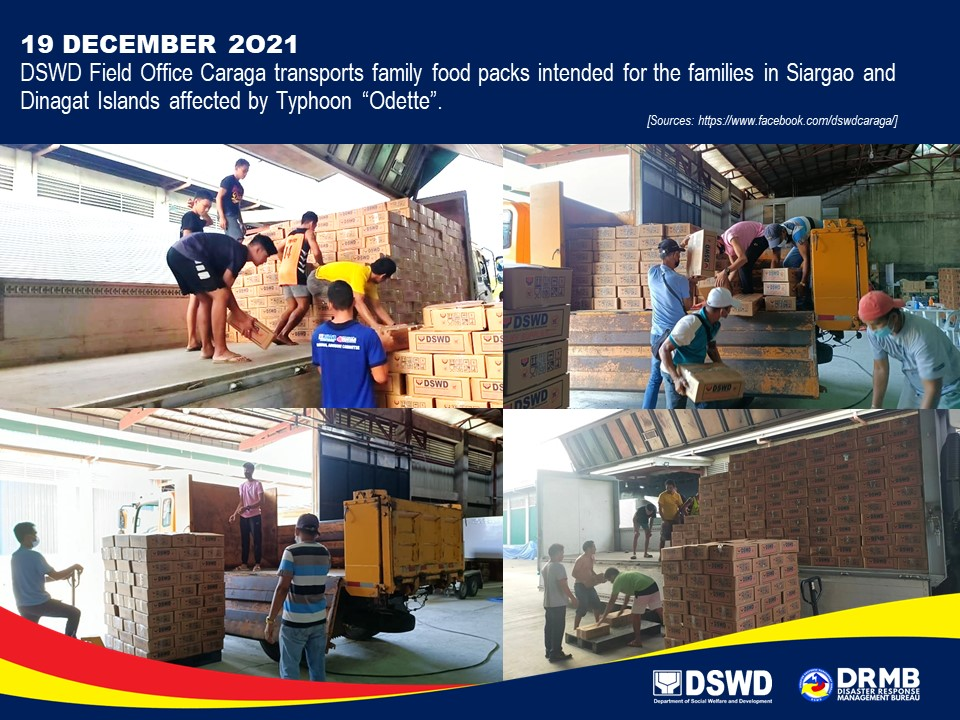 19 DECEMBER 2O21
DSWD Field Office Caraga transports family food packs intended for the families in Siargao and
Dinagat Islands affected by Typhoon “Odette”.
[Sources: https://www.facebook.com/dswdcaraga/]
DSWD
DSWD
DSWD
DSWD
DSWD
DSWD
Department of Social Welfare and Development
DRMB
DISASTER RESPONSE
MANAGEMENT BUREAU